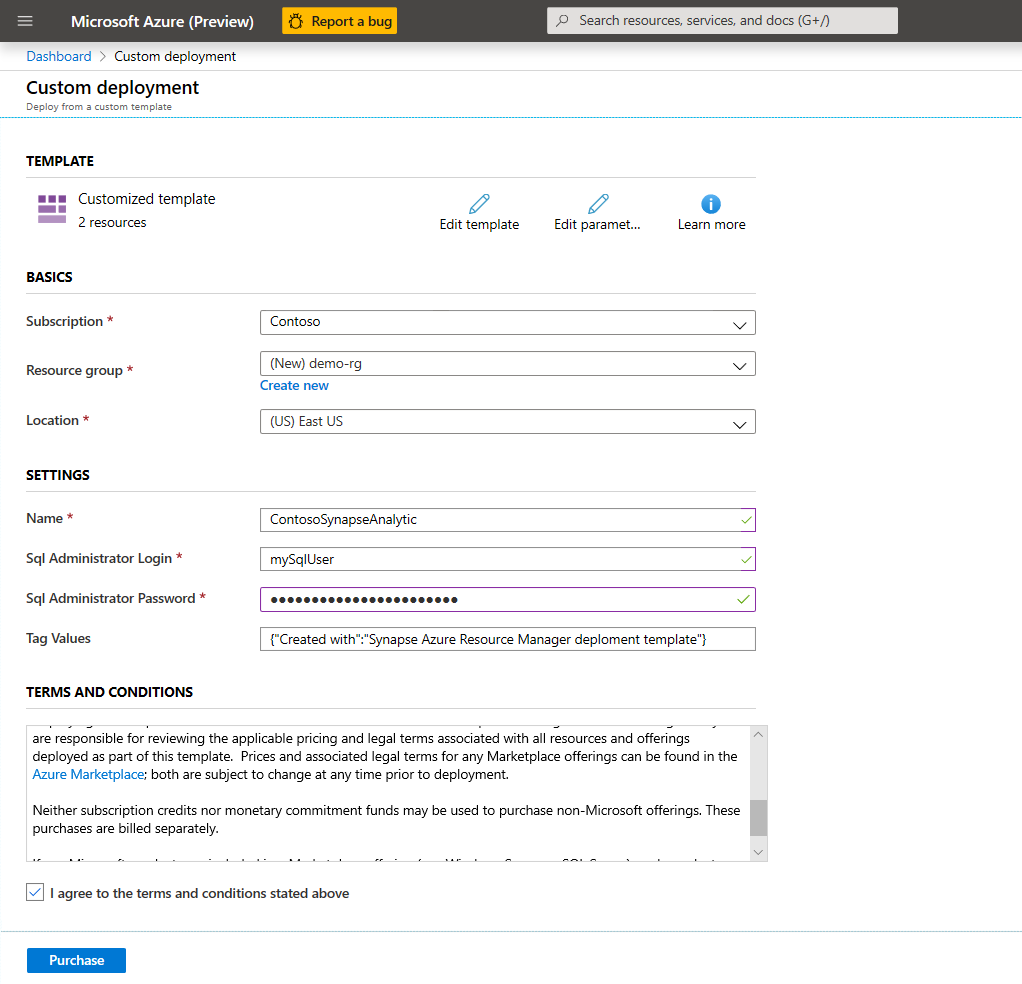 Microsoft Azure (Preview)
Report a bug
Search resources, services, and docs (G+/)
Dashboard > Custom deployment
Custom deployment
Deploy from a custom template
TEMPLATE
Customized template
2 resources
Edit template
Edit paramet...
Learn more
BASICS
Subscription *
Contoso
Resource group *
(New) demo-rg
Create new
Location *
(US) East US
SETTINGS
Name *
ContosoSynapseAnalytic
Sql Administrator Login *
mySqlUser
Sql Administrator Password *
●●●●●●●●●●●●●●●●●●●●●●●
Tag Values
{"Created with":"Synapse Azure Resource Manager deploment template"}
TERMS AND CONDITIONS
are responsible for reviewing the applicable pricing and legal terms associated with all resources and offerings
deployed as part of this template. Prices and associated legal terms for any Marketplace offerings can be found in the
Azure Marketplace; both are subject to change at any time prior to deployment.
Neither subscription credits nor monetary commitment funds may be used to purchase non-Microsoft offerings. These
purchases are billed separately.
I agree to the terms and conditions stated above
Purchase